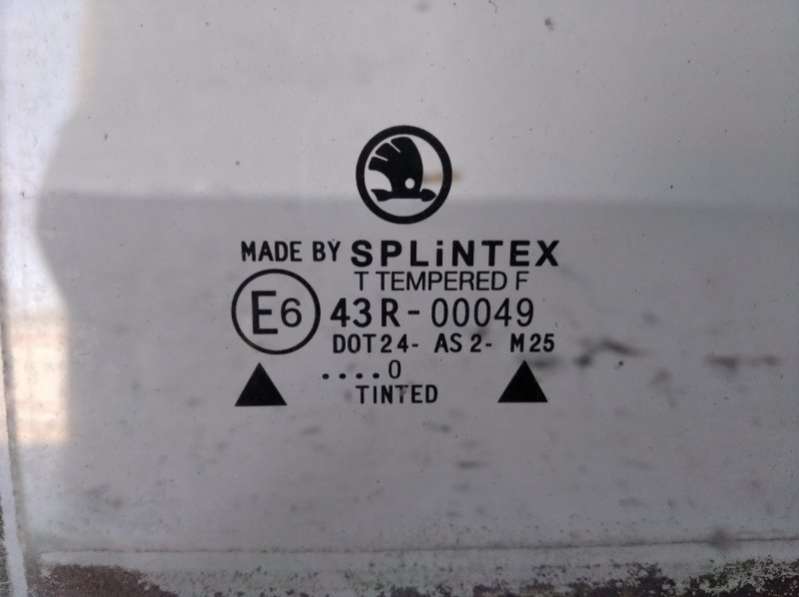 MADE BY SPLiNTEX
T TEMPERED F
E6 43R-00049
DOT24- AS2- M25
....0
TINTED